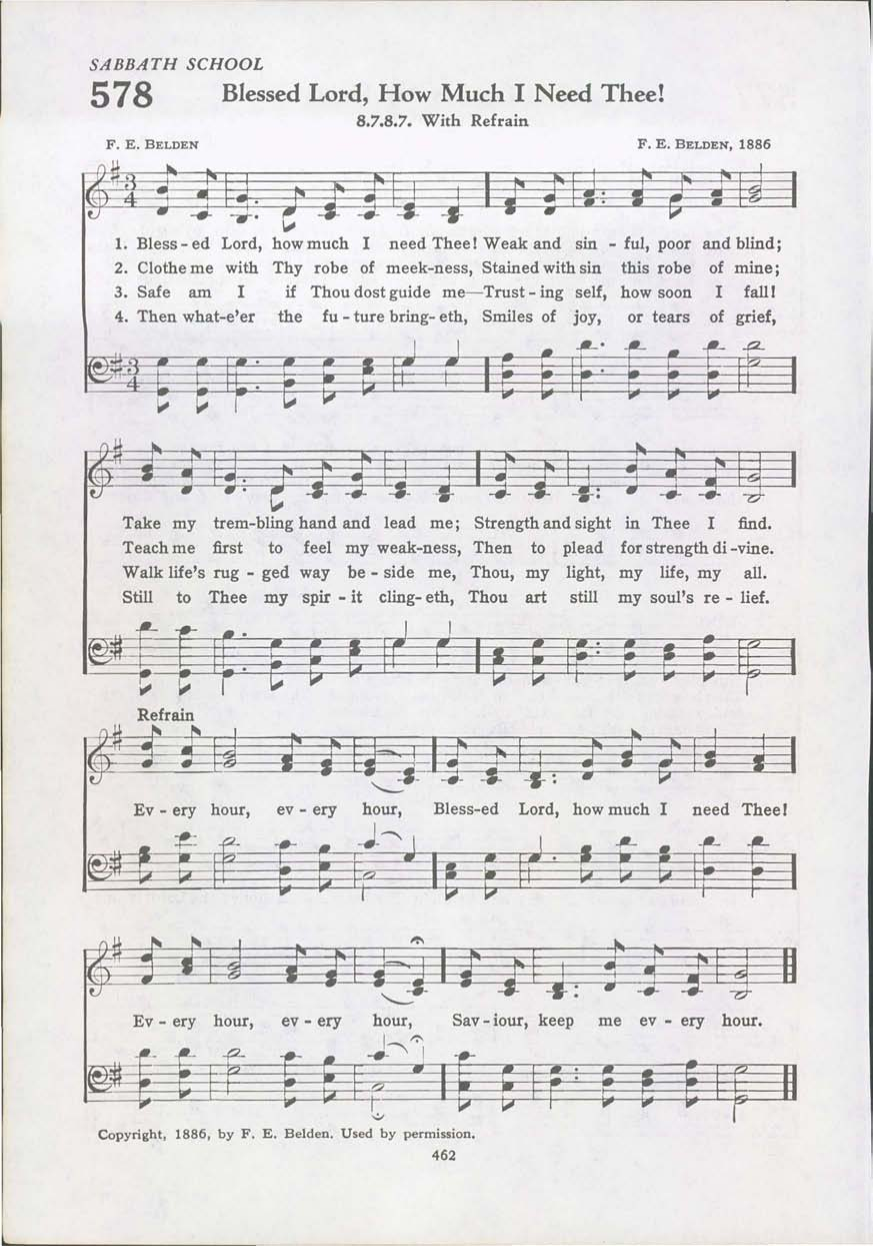 SABBATH SCHOOL
578 Blessed Lord, How Much I Need Thee!
8.7.8.7. With Refrain
F. E. BELDEN F. E. BELDEN, 1886
1. Bless - ed Lord, how much I need Thee! Weak and sin - ful, poor and blind;
2. Clothe me with Thy robe of meek-ness, Stained with sin this robe of mine;
3. Safe am I if Thou dost guide me—Trust - ing self, how soon I fall!
4. Then what-e'er the fu - ture bring- eth, Smiles of joy, or tears of grief,
Take my trem-bling hand and lead me; Strength and sight in Thee I find.
Teach me first to feel my weak-ness, Then to plead for strength di -vine.
Walk life's rug - ged way be - side me, Thou, my light, my life, my all.
Still to Thee my spir - it cling- eth, Thou art still my soul's re - lief.
Refrain
Ev - ery hour, ev - ery hour, Bless-ed Lord, how much I need Thee!
Ev - ery hour, ev - ery hour, Sav - iour, keep me ev - ery hour.
Copyright, 1886, by F. E. Belden. Used by permission.
462